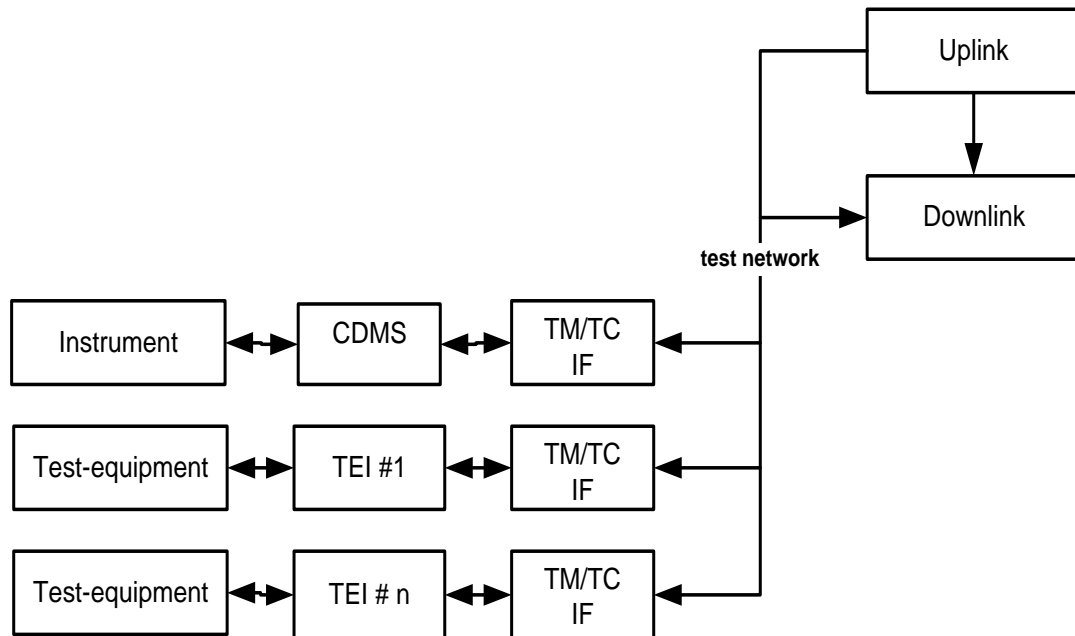 Uplink
Downlink
test network
Instrument
CDMS
TM/TC
IF
Test-equipment
TEI #1
TM/TC
IF
Test-equipment
TEI # n
TM/TC
IF